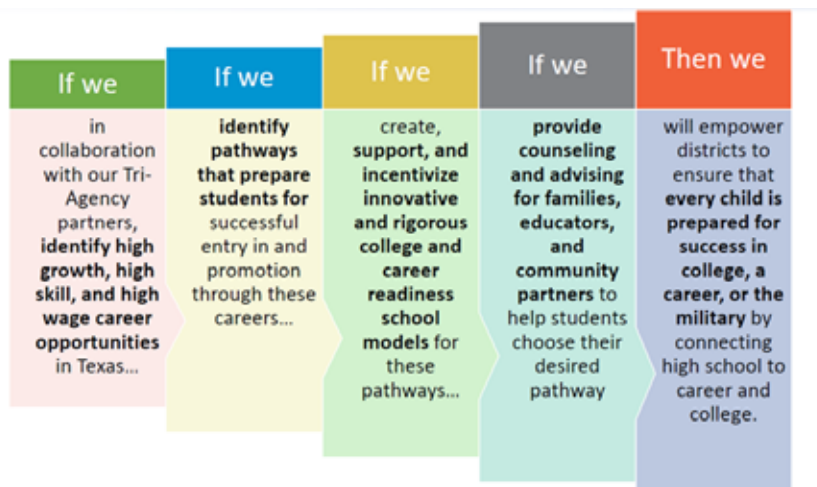 If we
in
collaboration
with our Tri-
Agency
partners,
identify high
growth, high
skill, and high
wage career
opportunities
in Texas...
If we
identify
pathways
that prepare
students for
successful
entry in and
promotion
through these
careers...
If we
create,
support, and
incentivize
innovative
and rigorous
college and
career
readiness
school
models for
these
pathways...
If we
provide
counseling
and advising
for families,
educators,
and
community
partners to
help students
choose their
desired
pathway
Then we
will empower
districts to
ensure that
every child is
prepared for
success in
college, a
career, or the
military by
connecting
high school to
career and
college.